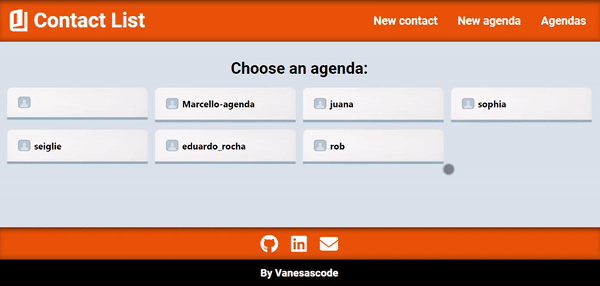 Contact List
New contact New agenda Agendas
Choose an agenda:
Marcello-agenda juana sophia
seiglie eduardo_rocha rob
By Vanesascode